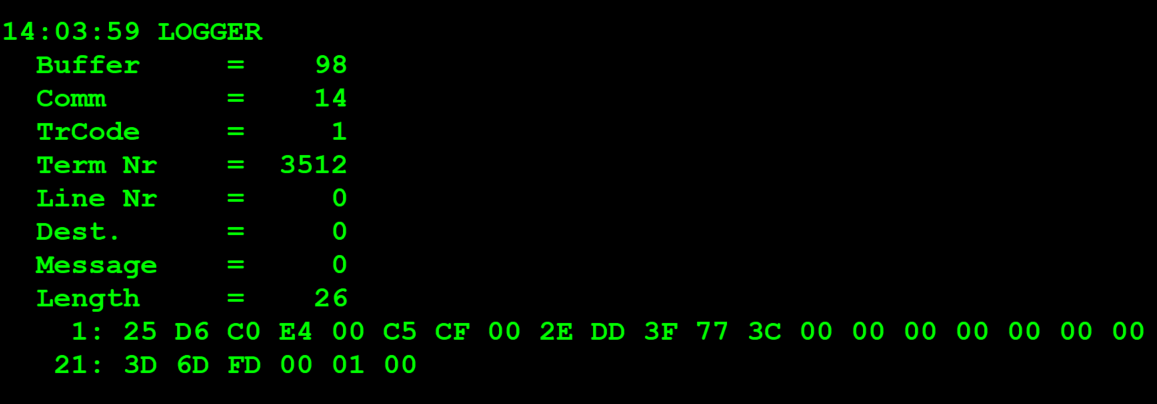 14:03:59 LOGGER
Buffer = 98
Comm = 14
TrCode = 1
Term Nr = 3512
Line Nr = 0
Dest. = 0
Message = 0
Length = 26
1: 25 D6 C0 E4 00 C5 CF 00 2E DD 3F 77 3C 00 00 00 00 00 00 00
21: 3D 6D FD 00 01 00